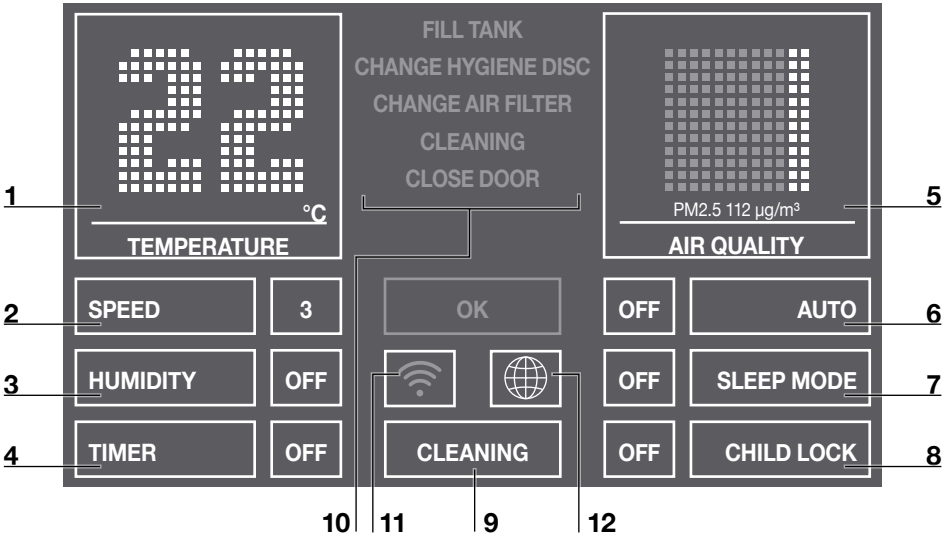 22
°C
TEMPERATURE
FILL TANK
CHANGE HYGIENE DISC
CHANGE AIR FILTER
CLEANING
CLOSE DOOR
PM2.5 112 µg/m³
AIR QUALITY
1
5
SPEED 3 OK OFF AUTO
2
6
HUMIDITY OFF OFF SLEEP MODE
3
7
TIMER OFF CLEANING OFF CHILD LOCK
4
8
10 11 9 12